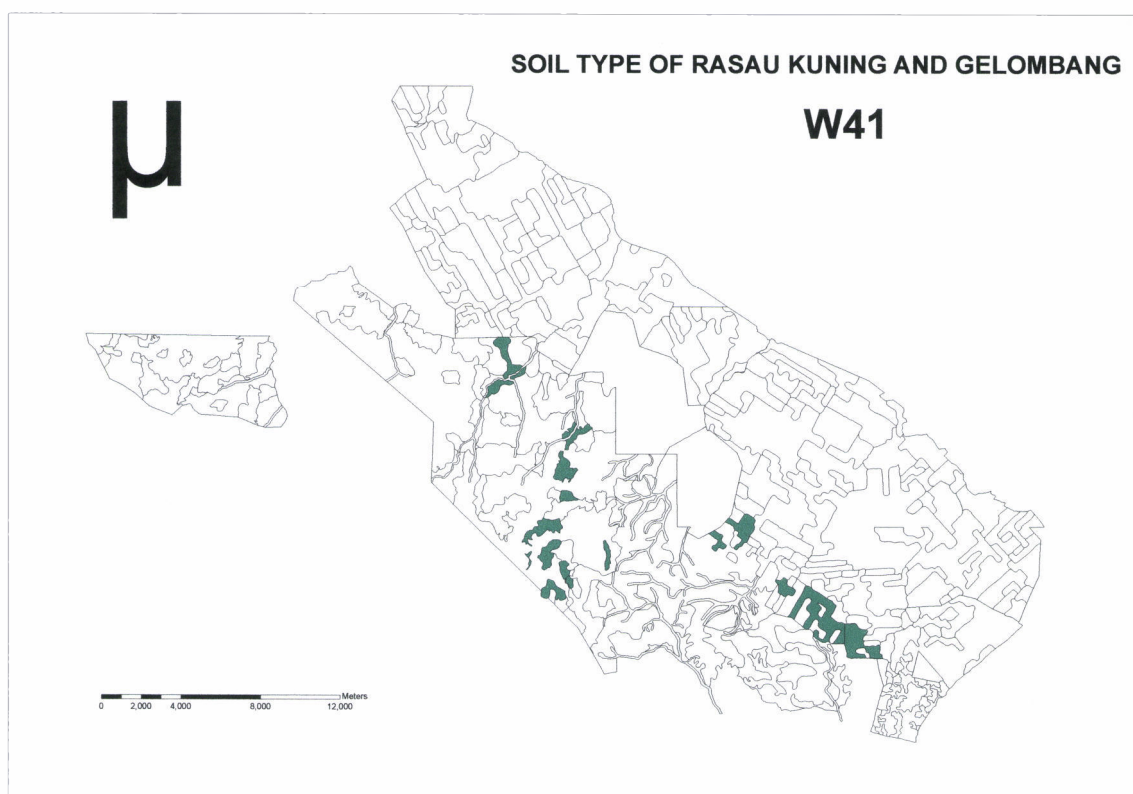 SOIL TYPE OF RASAU KUNING AND GELOMBANG
W41
µ
Meters
0 2,000 4,000 8,000 12,000